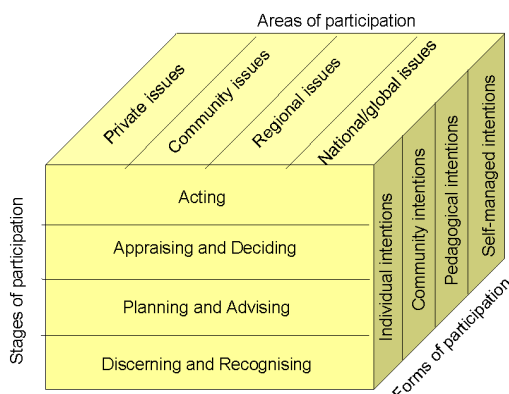 Areas of participation
Private issues
Community issues
Regional issues
National/global issues
Stages of participation
Acting
Appraising and Deciding
Planning and Advising
Discerning and Recognising
Individual intentions
Community intentions
Pedagogical intentions
Self-managed intentions
Forms of participation